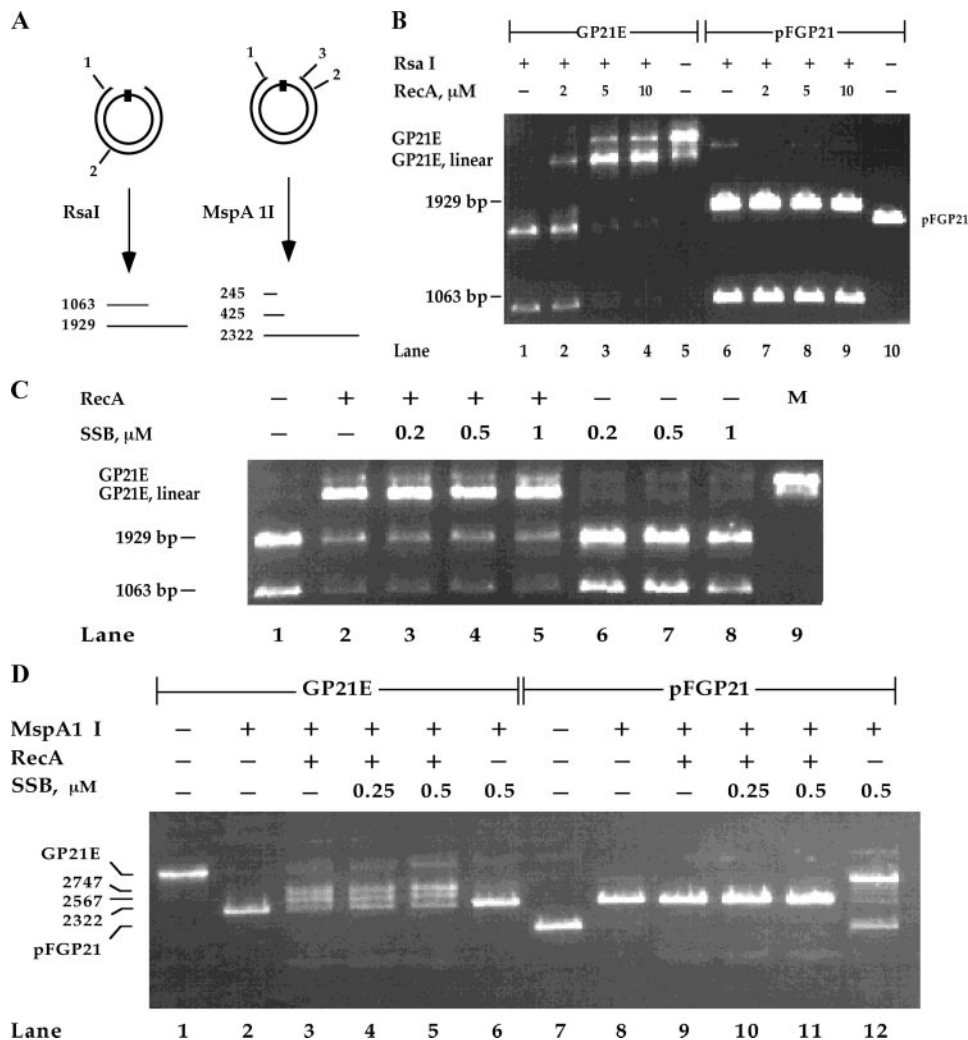 A
1
2
RsaI
1063
1929
1
3
2
MspA 1I
245
425
2322
B
GP21E pFGP21
Rsa I + + + + − + + + + −
RecA, μM − 2 5 10 − − 2 5 10 −
GP21E
GP21E, linear
1929 bp
1063 bp
pFGP21
Lane 1 2 3 4 5 6 7 8 9 10
C
RecA − + + + + − − − M
SSB, μM − − 0.2 0.5 1 0.2 0.5 1
GP21E
GP21E, linear
1929 bp
1063 bp
Lane 1 2 3 4 5 6 7 8 9
D
GP21E pFGP21
MspA1 I − + + + + + − + + + + +
RecA − − + + + − − − + + + −
SSB, μM − − − 0.25 0.5 0.5 − − − 0.25 0.5 0.5
GP21E
2747
2567
2322
pFGP21
Lane 1 2 3 4 5 6 7 8 9 10 11 12